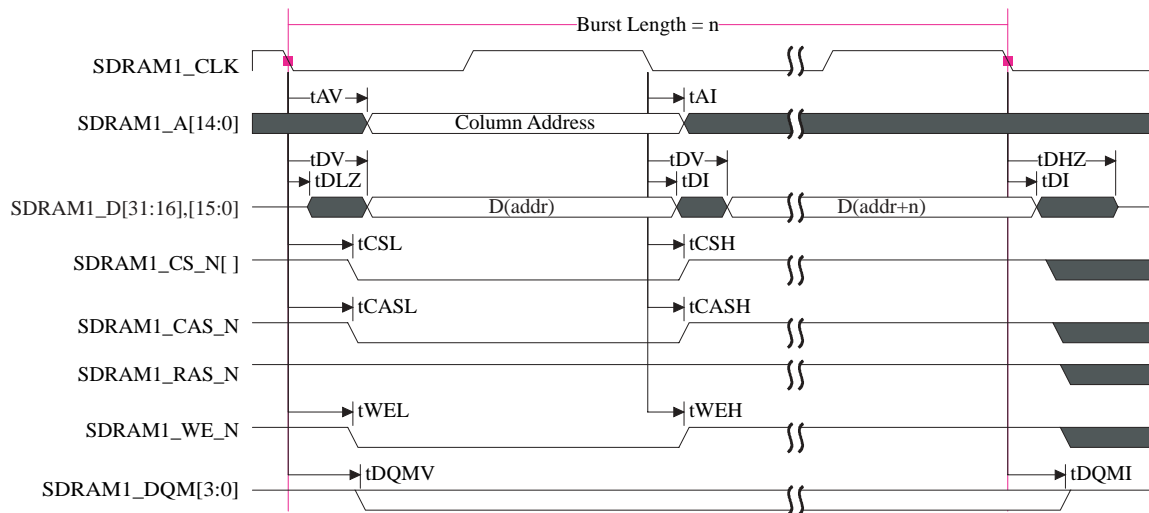 Burst Length = n
SDRAM1_CLK
tAV
tAI
SDRAM1_A[14:0]
Column Address
tDV
tDV
tDHZ
tDLZ
tDI
tDI
SDRAM1_D[31:16],[15:0]
D(addr)
D(addr+n)
tCSL
tCSH
SDRAM1_CS_N[ ]
tCASL
tCASH
SDRAM1_CAS_N
SDRAM1_RAS_N
tWEL
tWEH
SDRAM1_WE_N
tDQMV
tDQMI
SDRAM1_DQM[3:0]